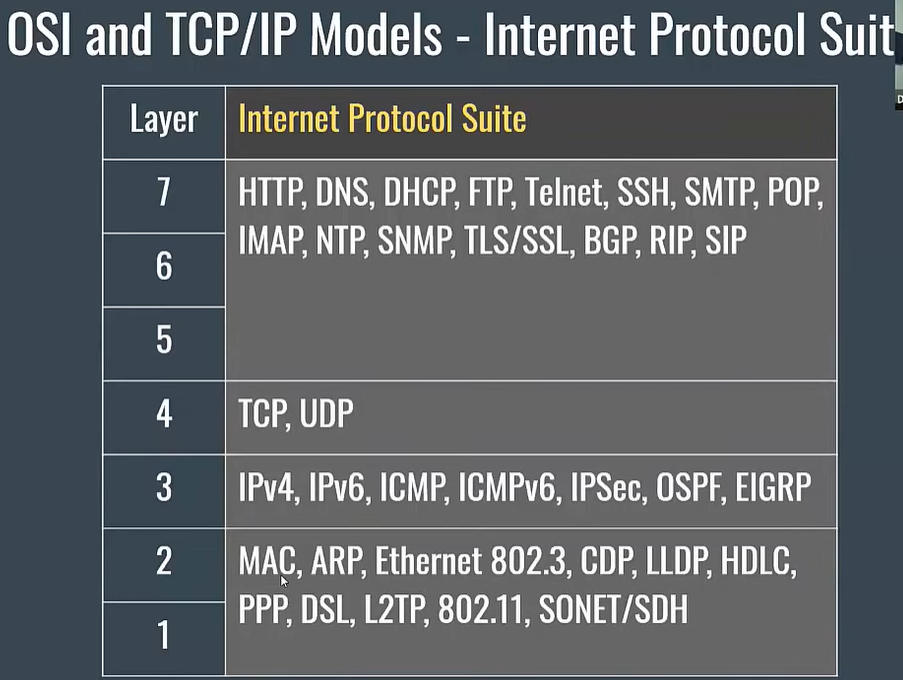 OSI and TCP/IP Models - Internet Protocol Suit
Layer
Internet Protocol Suite
7
HTTP, DNS, DHCP, FTP, Telnet, SSH, SMTP, POP,
IMAP, NTP, SNMP, TLS/SSL, BGP, RIP, SIP
6
5
4
TCP, UDP
3
IPv4, IPv6, ICMP, ICMPv6, IPSec, OSPF, EIGRP
2
MAC, ARP, Ethernet 802.3, CDP, LLDP, HDLC,
PPP, DSL, L2TP, 802.11, SONET/SDH
1
D